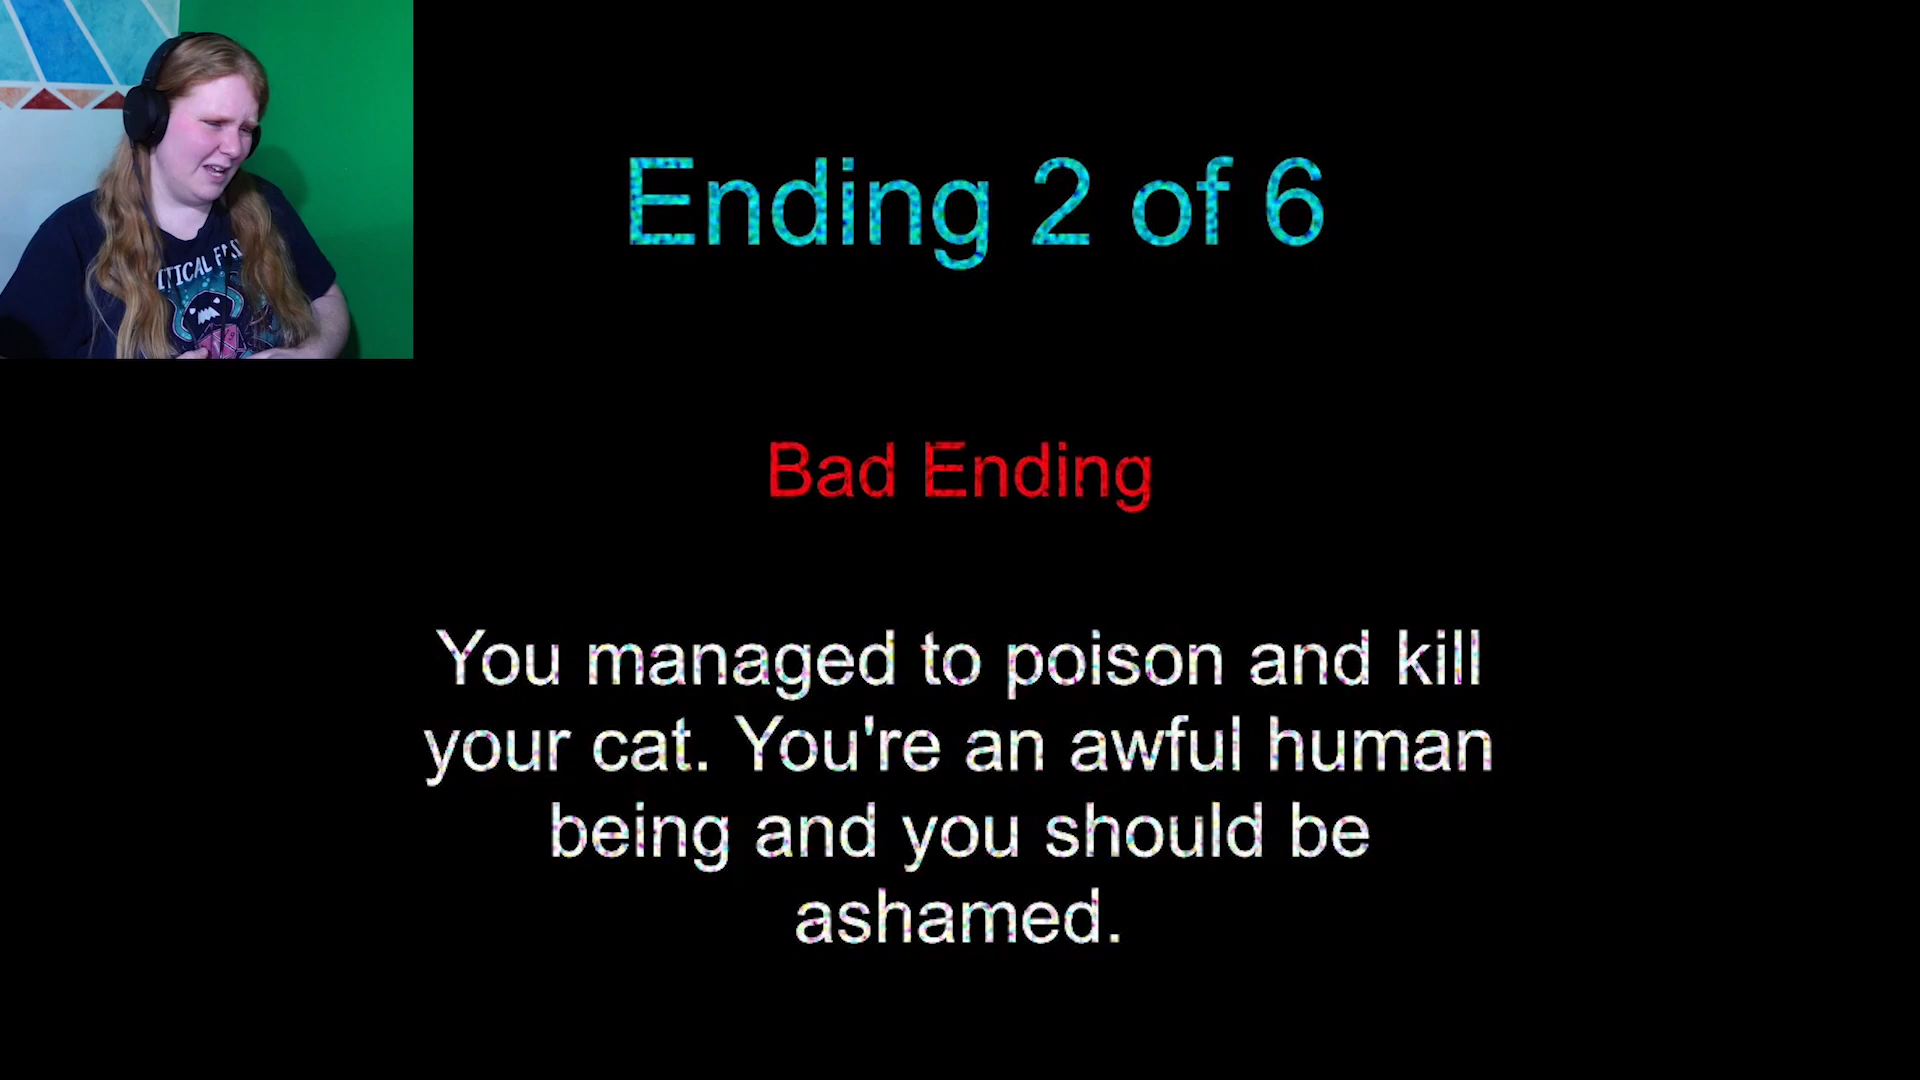 Ending 2 of 6
Bad Ending
You managed to poison and kill
your cat. You're an awful human
being and you should be
ashamed.